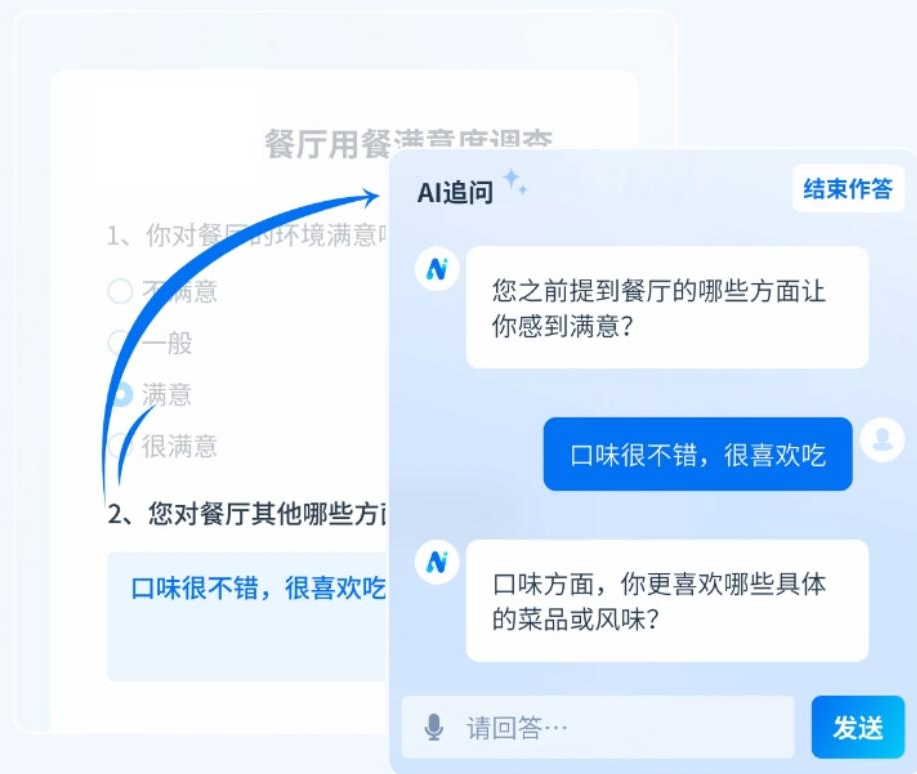 餐厅用餐满意度调查
1、你对餐厅的环境满意
不满意
一般
满意
很满意
2、您对餐厅其他哪些方面
口味很不错，很喜欢吃
AI追问
结束作答
您之前提到餐厅的哪些方面让
你感到满意？
口味很不错，很喜欢吃
口味方面，你更喜欢哪些具体
的菜品或风味？
请回答…
发送